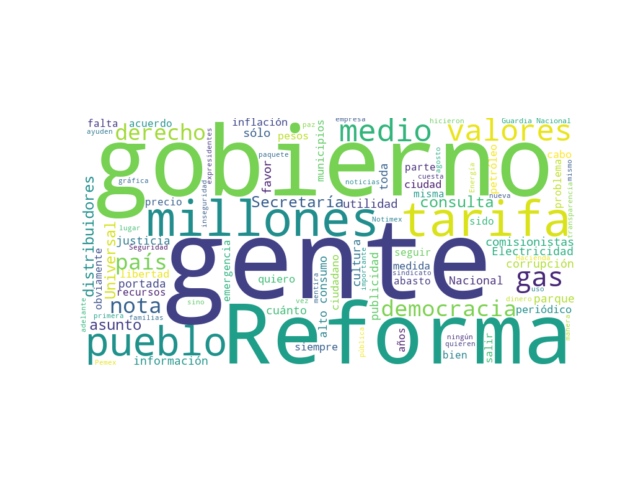 falta
acuerdo
inflación
paz
empresa
hicieron
Guardia Nacional
ayuden
derecho
expresidentes
sólo
pesos
municipios
medio
valores
gobierno
paquete
favor
toda
agosto
cuesta
petróleo
Energía
cabo
problema
transparencia
mismo
gráfica
inseguridad
noticias
parte
ciudad
misma
nueva
distribuidores
precio
Secretaría
utilidad
consulta
lugar
millones
Notimex
sido
tarifa
Universal
obviamente
justicia
Seguridad
país
libertad
portada
recursos
gente
emergencia
sino
quiero
cuánto
vez
mentira
alto consumo
cultura
ciudadano
importante
sindicato
publicidad
seguir
medida
abasto
Nacional
comisionistas
Electricidad
corrupción
gas
haciendo
uso
dinero
parque
periódico
adelante
nota
primera
asunto
familias
democracia
pueblo
Pemex
información
Reforma
siempre
pública
años
ningún
quieren
bien
salir
manera